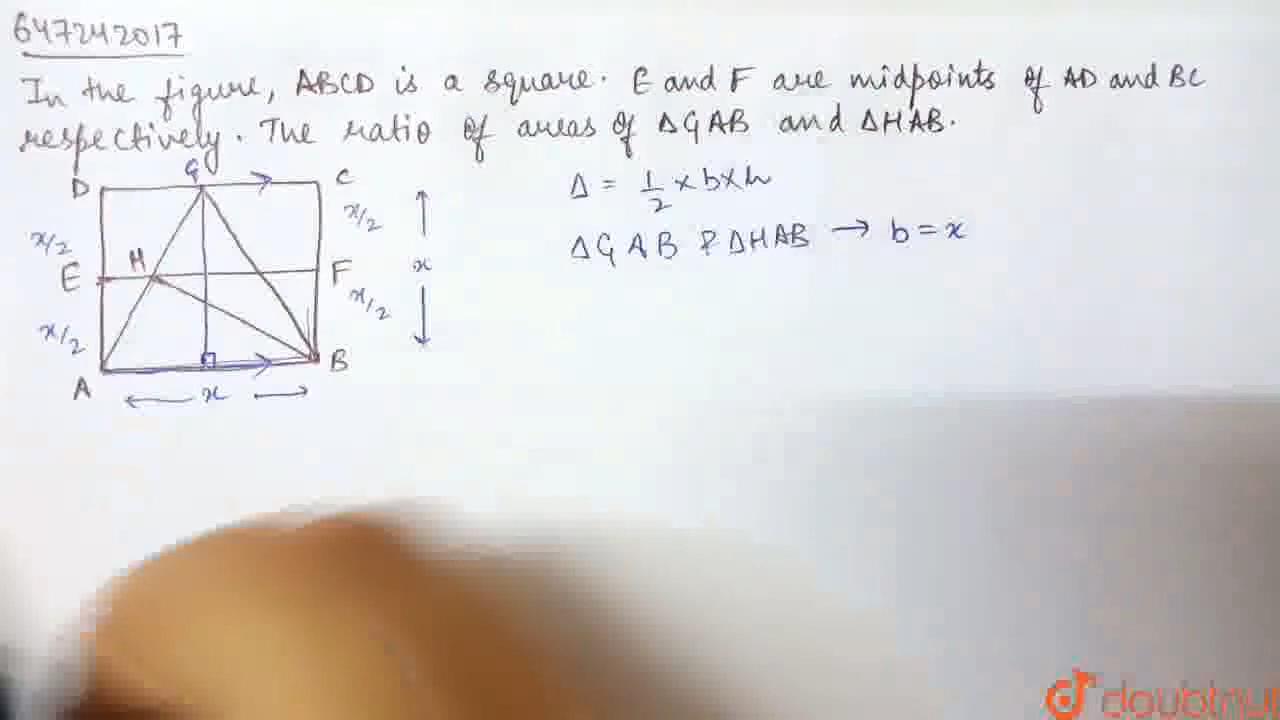 647242017
In the figure, ABCD is a square. E and F are midpoints of AD and BC
respectively. The ratio of areas of ΔGAB and ΔHAB.
D G C
Δ = 1/2 × b × h
x/2 x/2
ΔGAB & ΔHAB → b = x
E H F x
x/2 x/2
A B
x
doubtnut